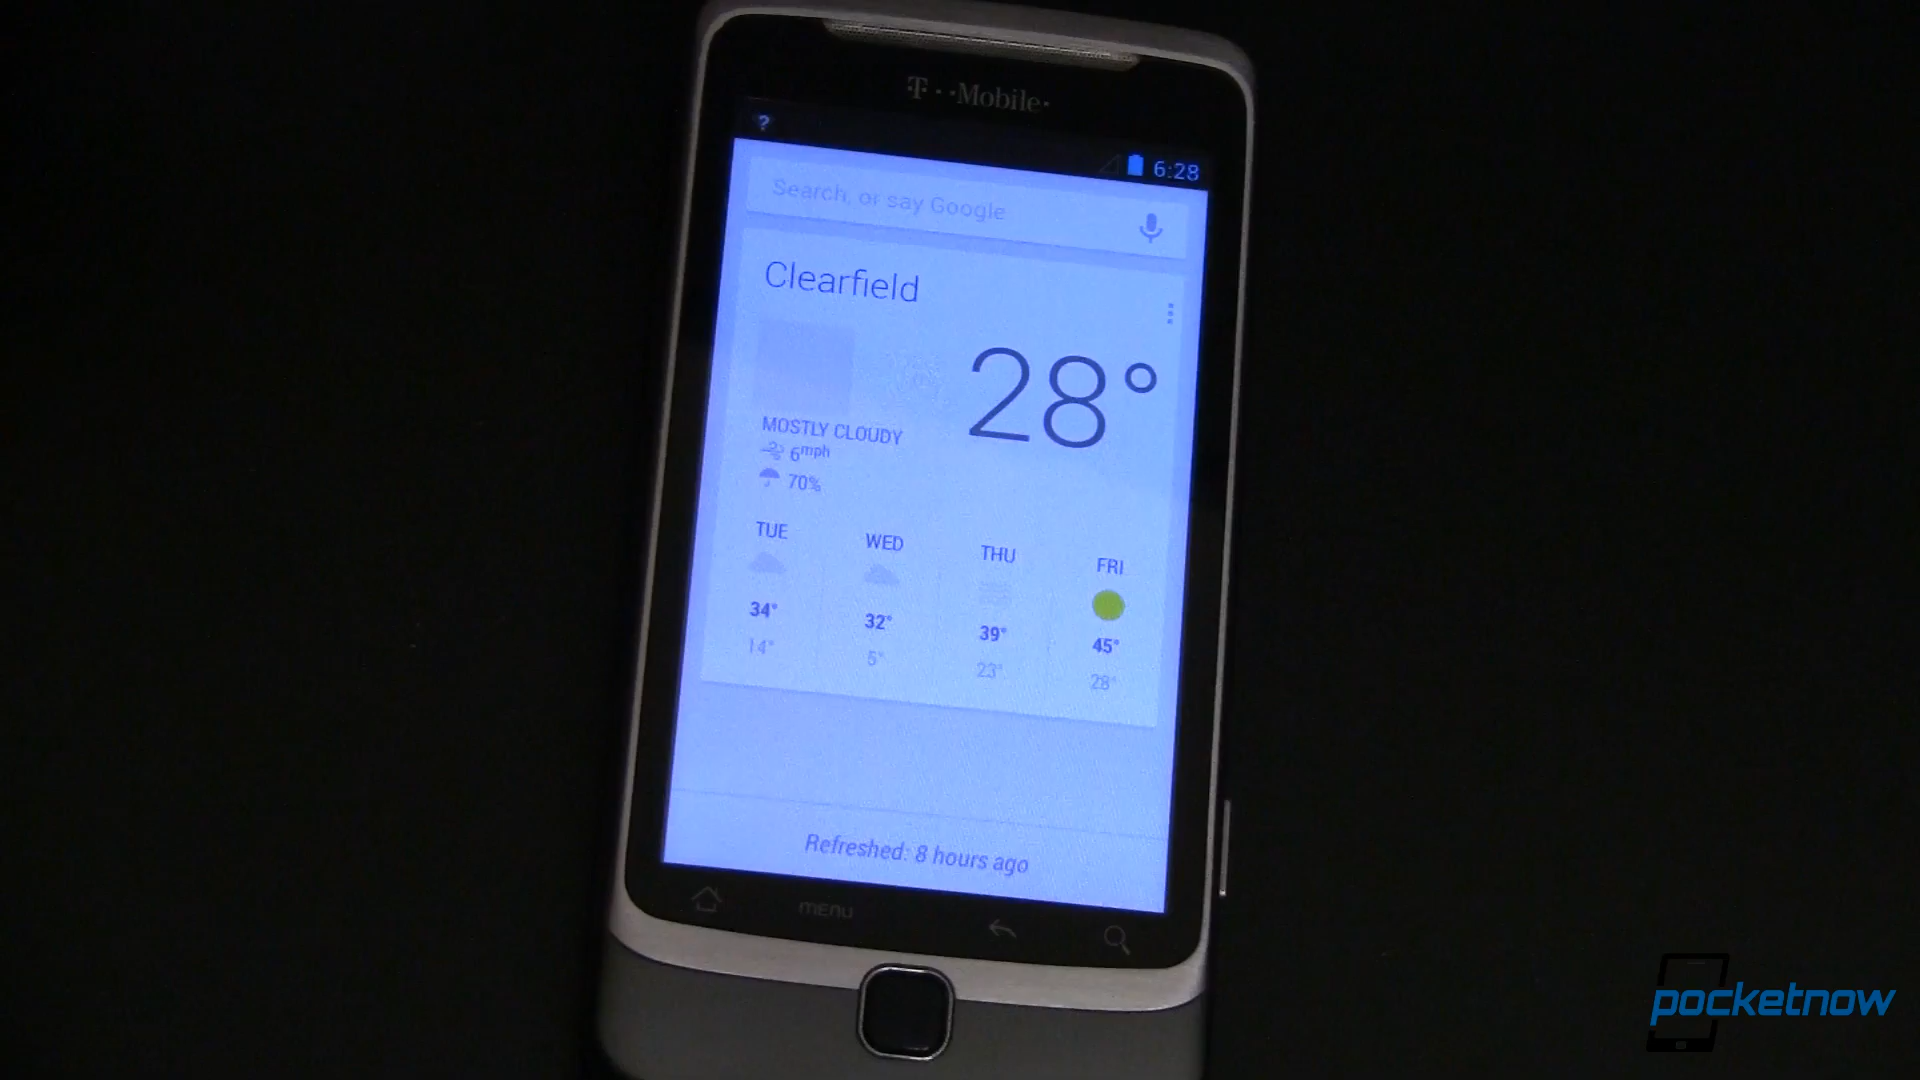 T··Mobile·
?
6:28
Search, or say Google
Clearfield
28°
MOSTLY CLOUDY
6mph
70%
TUE WED THU FRI
34° 32° 39° 45°
14° 5° 23° 28°
Refreshed: 8 hours ago
menu
pocketnow